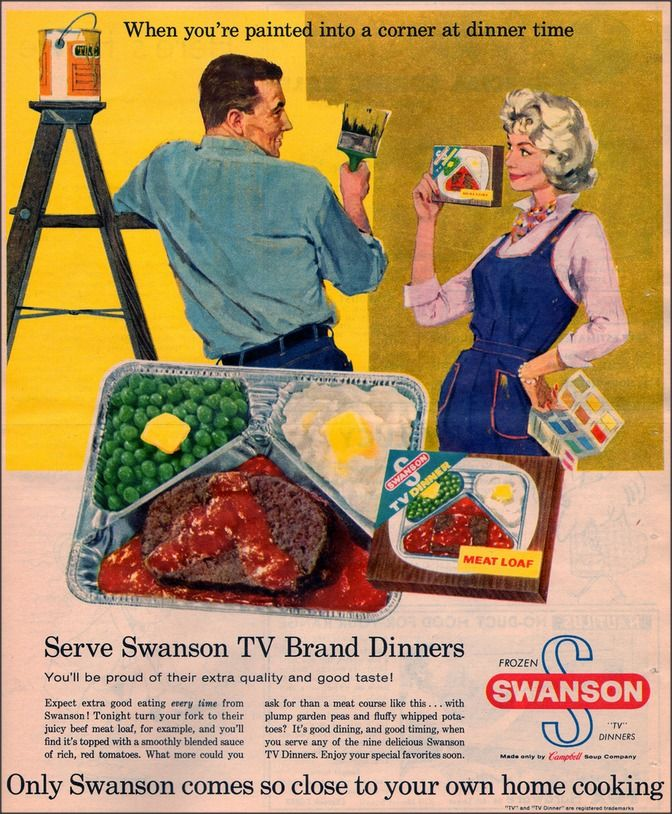 When you're painted into a corner at dinner time
SWANSON
TV DINNER
MEAT LOAF
Serve Swanson TV Brand Dinners
You'll be proud of their extra quality and good taste!
Expect extra good eating every time from
Swanson! Tonight turn your fork to their
juicy beef meat loaf, for example, and you'll
find it's topped with a smoothly blended sauce
of rich, red tomatoes. What more could you
ask for than a meat course like this . . . with
plump garden peas and fluffy whipped pota-
toes? It's good dining, and good timing, when
you serve any of the nine delicious Swanson
TV Dinners. Enjoy your special favorites soon.
FROZEN
S
SWANSON
"TV"
DINNERS
Made only by Campbell Soup Company
Only Swanson comes so close to your own home cooking
"TV" and "TV Dinner" are registered trademarks